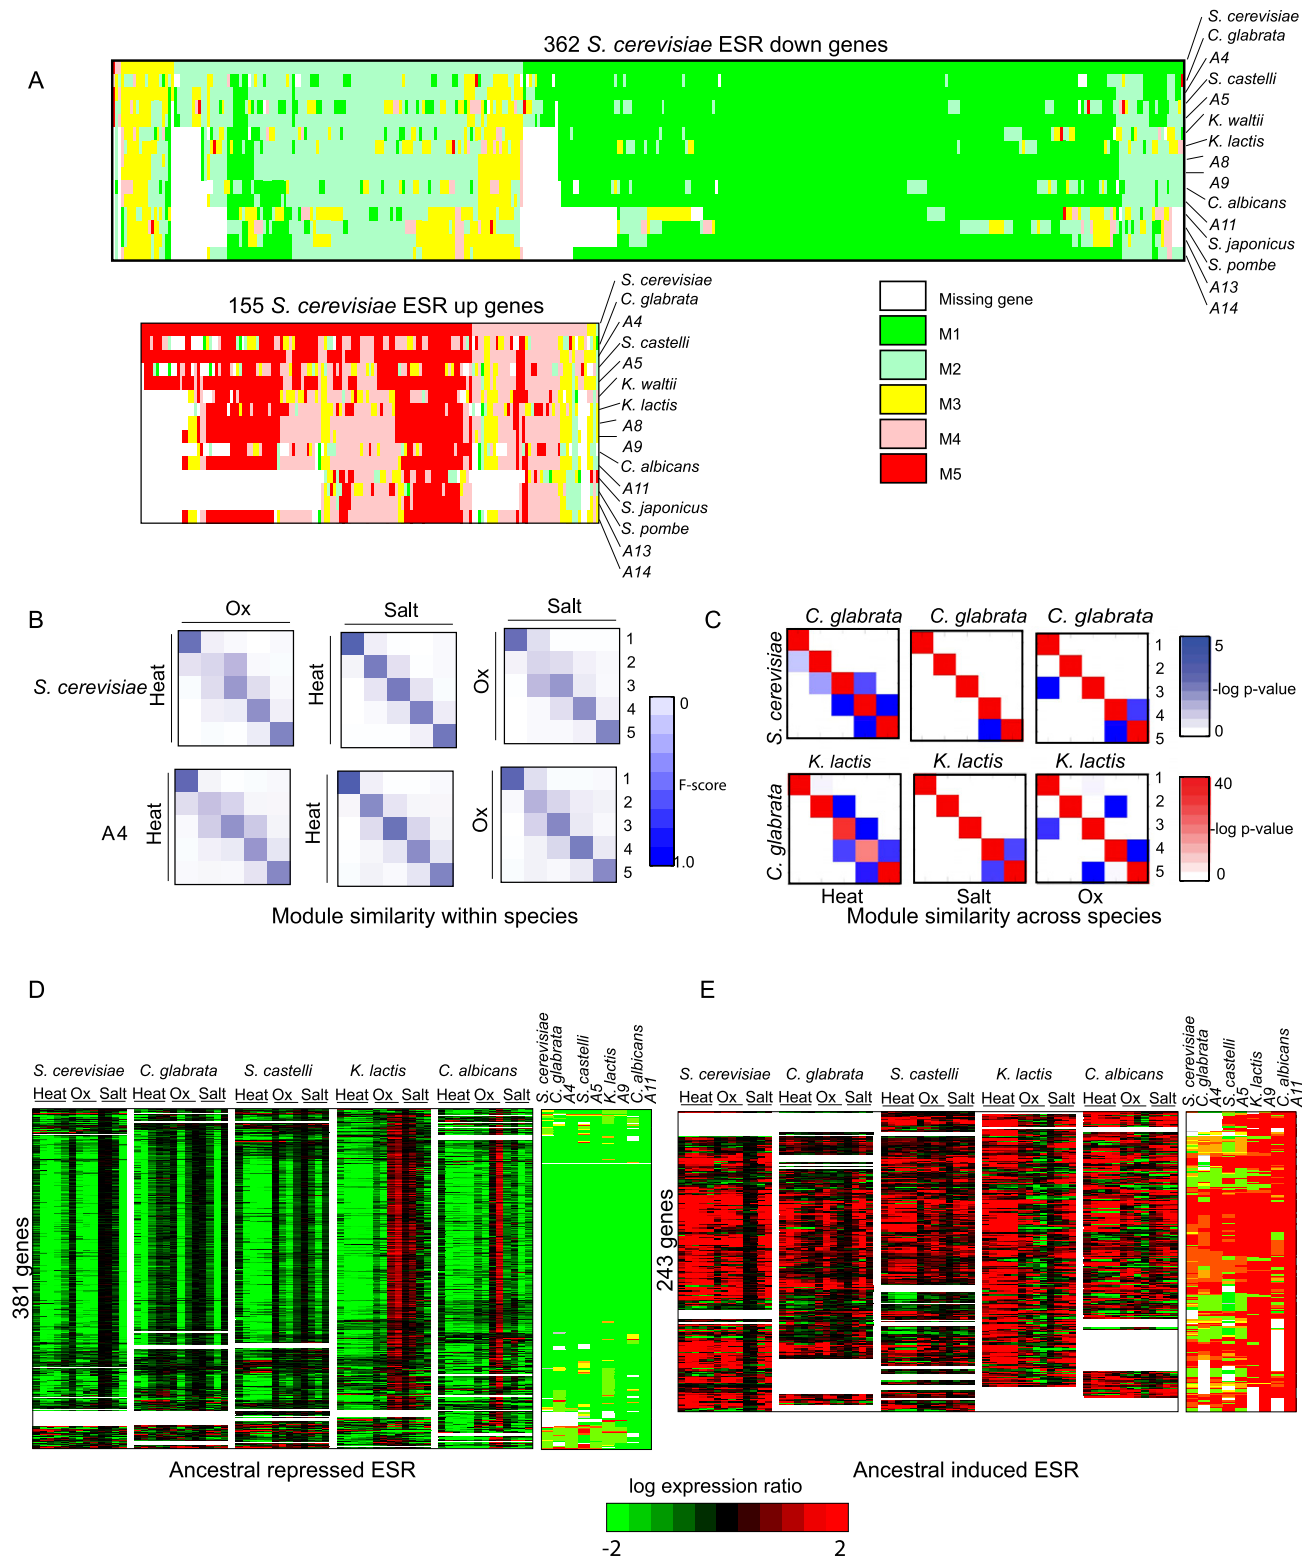 A
362 S. cerevisiae ESR down genes
S. cerevisiae
C. glabrata
A4
S. castelli
A5
K. waltii
K. lactis
A8
A9
C. albicans
A11
S. japonicus
S. pombe
A13
A14
155 S. cerevisiae ESR up genes
S. cerevisiae
C. glabrata
A4
S. castelli
A5
K. waltii
K. lactis
A8
A9
C. albicans
A11
S. japonicus
S. pombe
A13
A14
Missing gene
M1
M2
M3
M4
M5
B
Ox
Salt
Salt
S. cerevisiae
Heat
Heat
Ox
1
2
3
4
5
A4
Heat
Heat
Ox
1
2
3
4
5
0
F-score
1.0
Module similarity within species
C
C. glabrata
C. glabrata
C. glabrata
S. cerevisiae
1
2
3
4
5
5
-log p-value
0
K. lactis
K. lactis
K. lactis
C. glabrata
1
2
3
4
5
40
-log p-value
0
Heat
Salt
Ox
Module similarity across species
D
S. cerevisiae
C. glabrata
S. castelli
K. lactis
C. albicans
Heat Ox Salt
Heat Ox Salt
Heat Ox Salt
Heat Ox Salt
Heat Ox Salt
S. cerevisiae
C. glabrata
A4
S. castelli
A5
K. lactis
A9
C. albicans
A11
381 genes
Ancestral repressed ESR
E
S. cerevisiae
C. glabrata
S. castelli
K. lactis
C. albicans
Heat Ox Salt
Heat Ox Salt
Heat Ox Salt
Heat Ox Salt
Heat Ox Salt
S. cerevisiae
C. glabrata
A4
S. castelli
A5
K. lactis
A9
C. albicans
A11
243 genes
Ancestral induced ESR
log expression ratio
-2
2